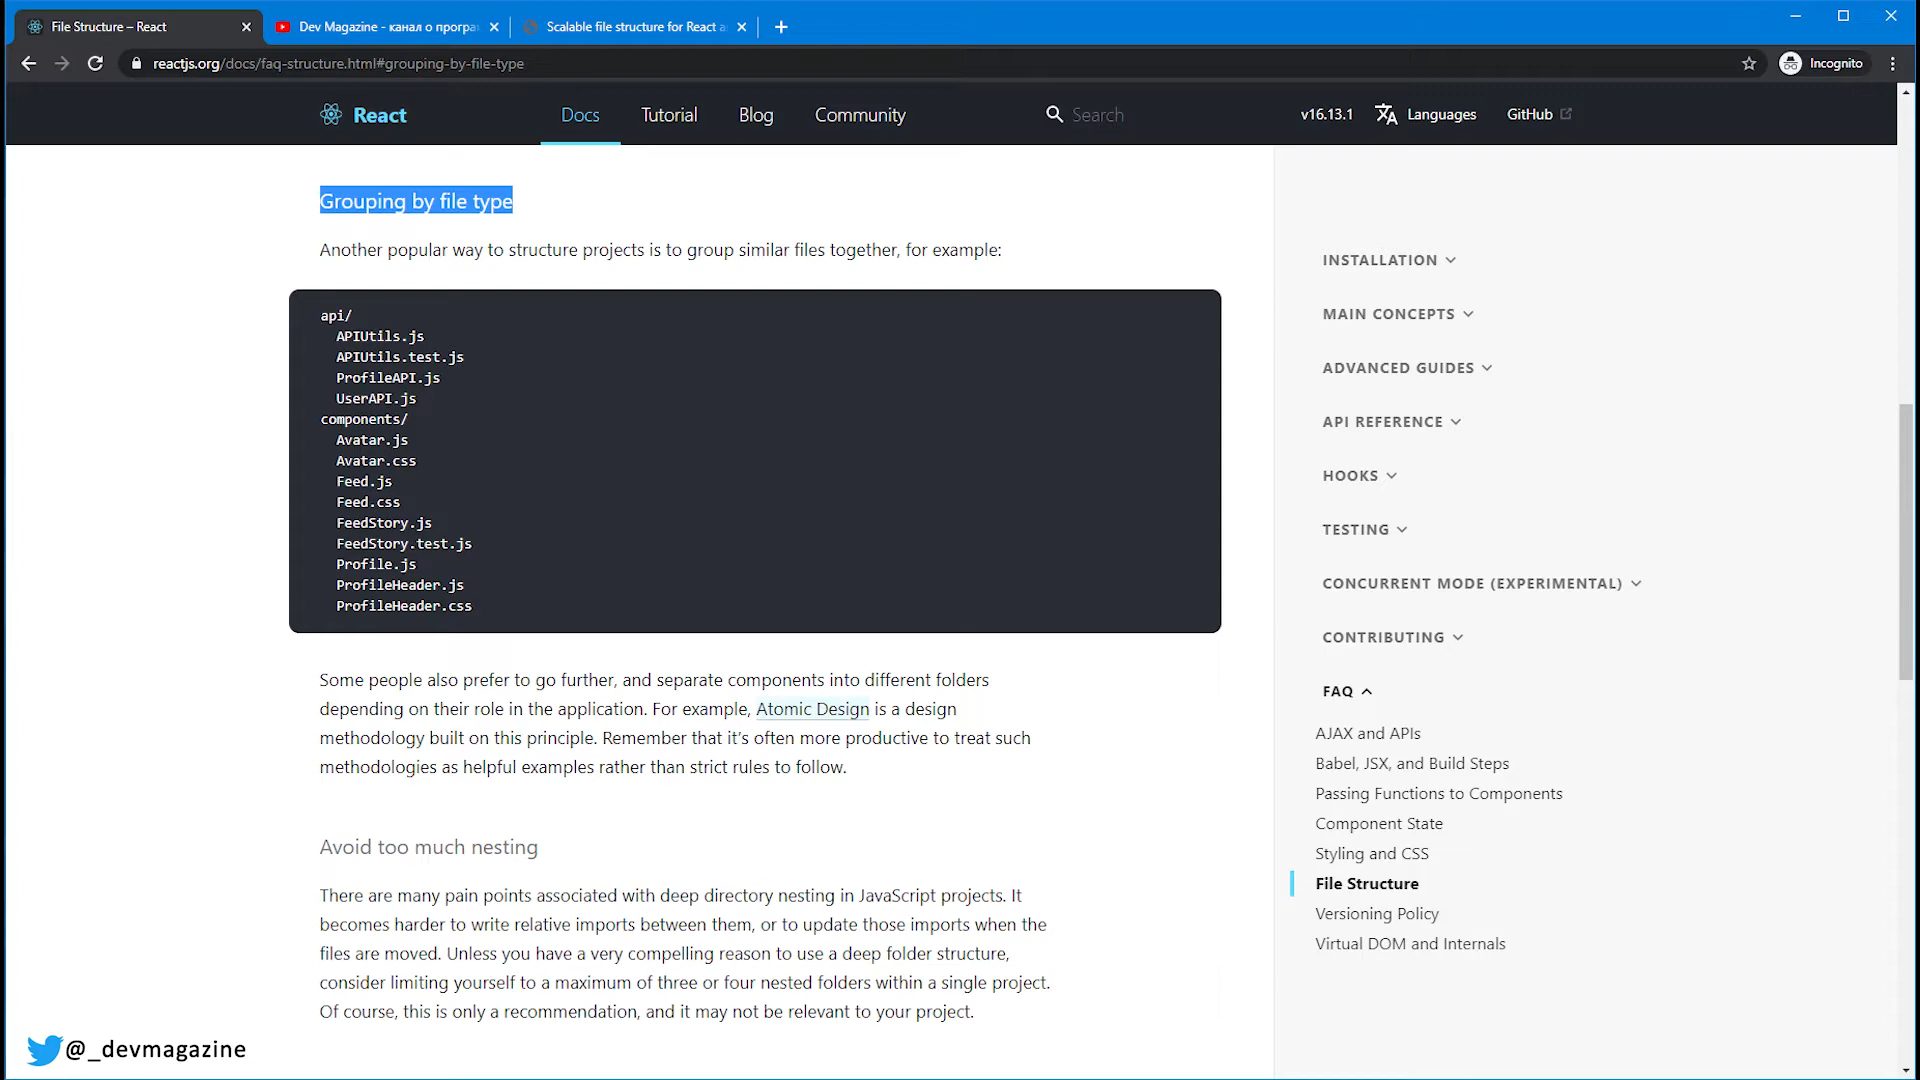 File Structure – React
Dev Magazine - канал о програ
Scalable file structure for React a
reactjs.org/docs/faq-structure.html#grouping-by-file-type
Incognito
React
Docs
Tutorial
Blog
Community
Search
v16.13.1
Languages
GitHub
Grouping by file type
Another popular way to structure projects is to group similar files together, for example:
api/
APIUtils.js
APIUtils.test.js
ProfileAPI.js
UserAPI.js
components/
Avatar.js
Avatar.css
Feed.js
Feed.css
FeedStory.js
FeedStory.test.js
Profile.js
ProfileHeader.js
ProfileHeader.css
Some people also prefer to go further, and separate components into different folders
depending on their role in the application. For example, Atomic Design is a design
methodology built on this principle. Remember that it’s often more productive to treat such
methodologies as helpful examples rather than strict rules to follow.
Avoid too much nesting
There are many pain points associated with deep directory nesting in JavaScript projects. It
becomes harder to write relative imports between them, or to update those imports when the
files are moved. Unless you have a very compelling reason to use a deep folder structure,
consider limiting yourself to a maximum of three or four nested folders within a single project.
Of course, this is only a recommendation, and it may not be relevant to your project.
INSTALLATION
MAIN CONCEPTS
ADVANCED GUIDES
API REFERENCE
HOOKS
TESTING
CONCURRENT MODE (EXPERIMENTAL)
CONTRIBUTING
FAQ
AJAX and APIs
Babel, JSX, and Build Steps
Passing Functions to Components
Component State
Styling and CSS
File Structure
Versioning Policy
Virtual DOM and Internals
@_devmagazine